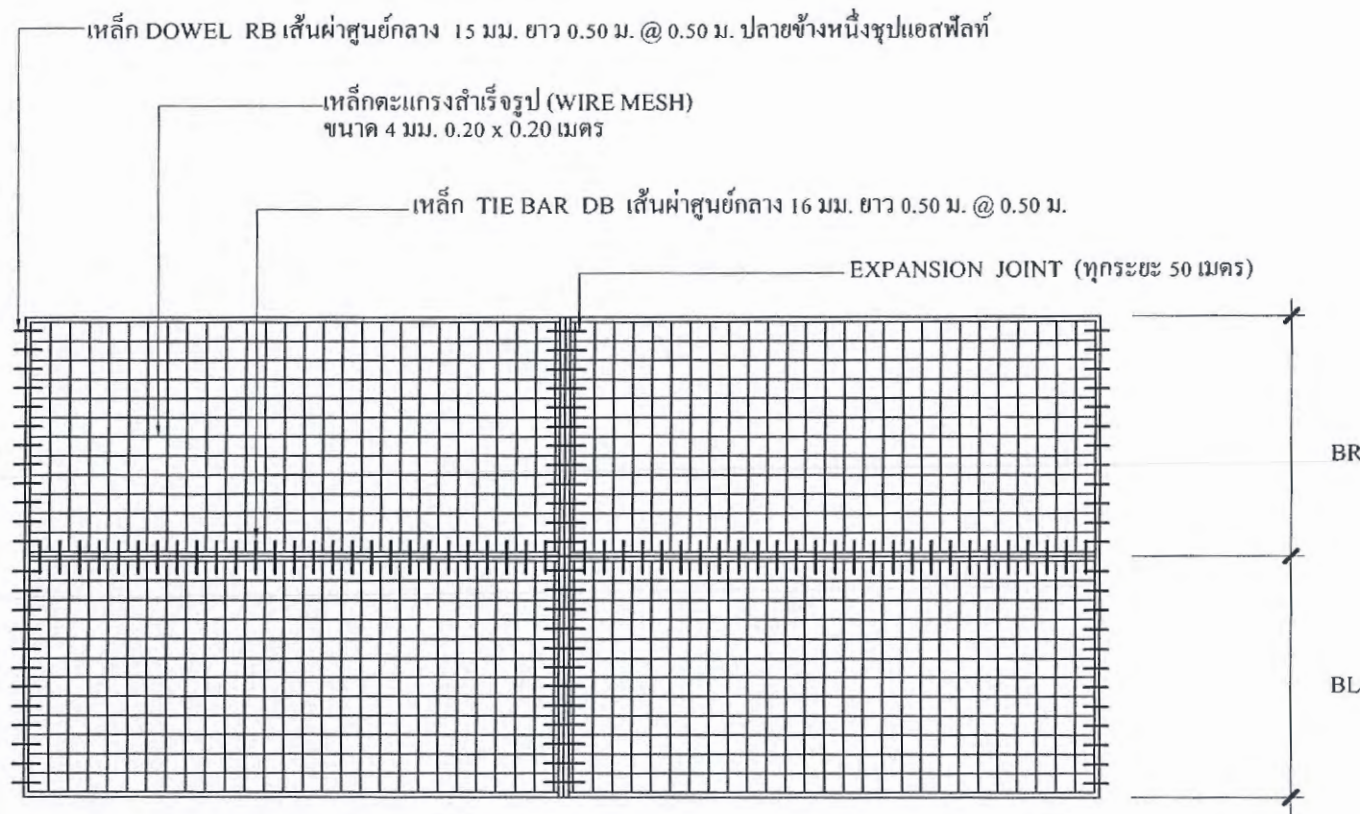 เหล็ก DOWEL RB เส้นผ่าศูนย์กลาง 15 มม. ยาว 0.50 ม. @ 0.50 ม. ปลายข้างหนึ่งชุปแอสฟัลท์
เหล็กตะแกรงสำเร็จรูป (WIRE MESH)
ขนาด 4 มม. 0.20 x 0.20 เมตร
เหล็ก TIE BAR DB เส้นผ่าศูนย์กลาง 16 มม. ยาว 0.50 ม. @ 0.50 ม.
EXPANSION JOINT (ทุกระยะ 50 เมตร)
BR
BL